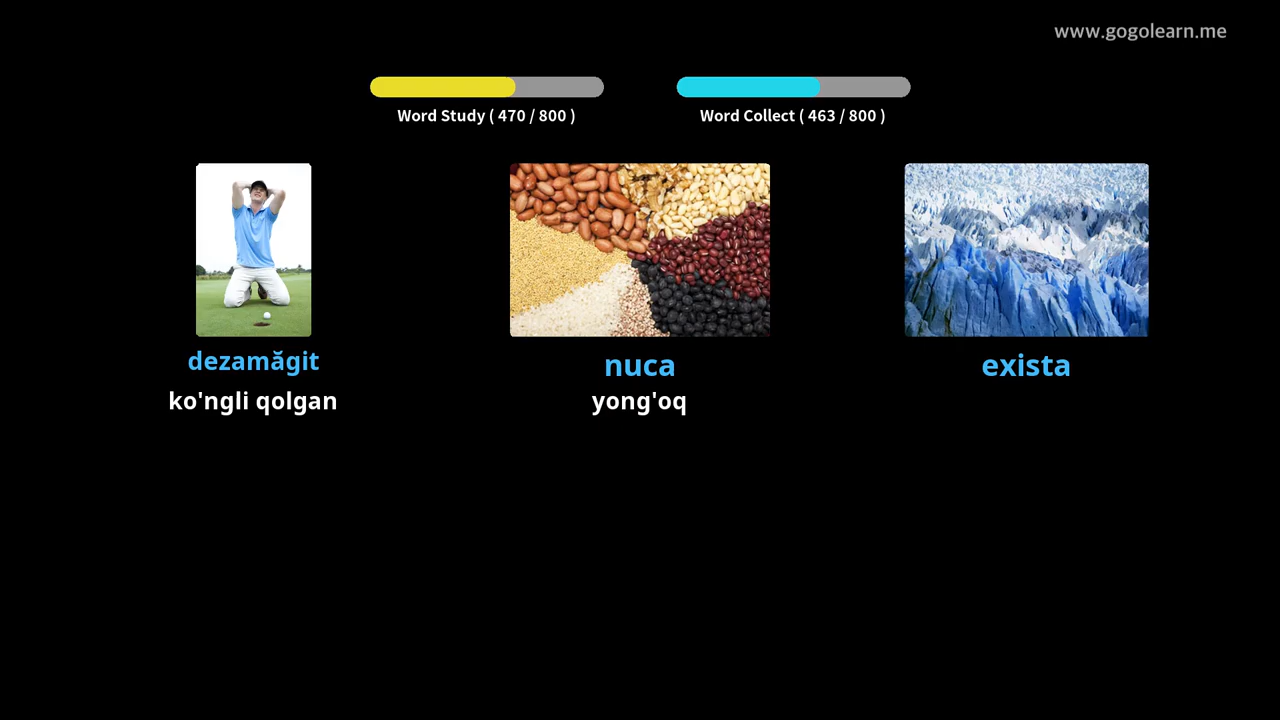 www.gogolearn.me
Word Study ( 470 / 800 )
Word Collect ( 463 / 800 )
dezamăgit
ko'ngli qolgan
nuca
yong'oq
exista